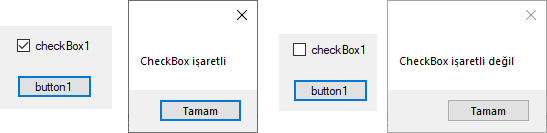 checkBox1
button1
CheckBox işaretli
Tamam
checkBox1
button1
CheckBox işaretli değil
Tamam